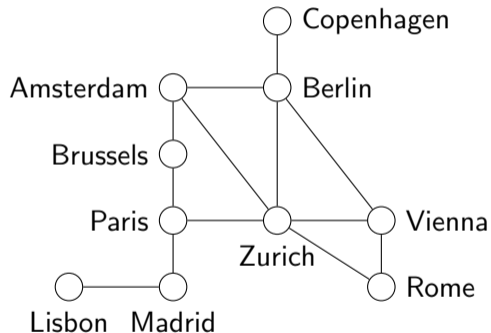 Copenhagen
Amsterdam
Berlin
Brussels
Paris
Vienna
Zurich
Rome
Lisbon
Madrid